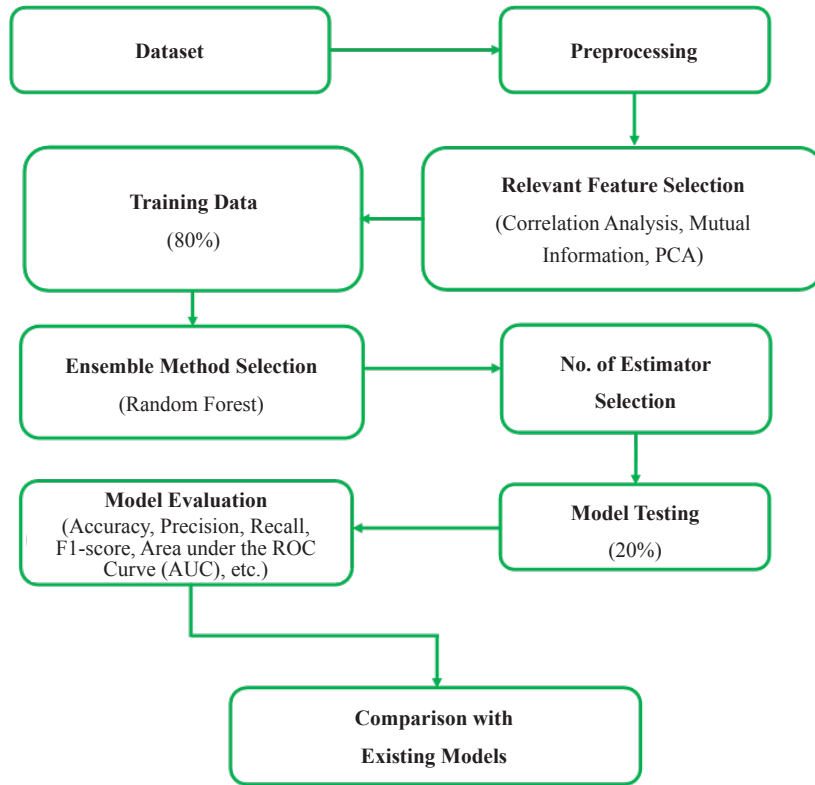 Dataset
Preprocessing
Relevant Feature Selection
(Correlation Analysis, Mutual
Information, PCA)
Training Data
(80%)
Ensemble Method Selection
(Random Forest)
No. of Estimator
Selection
Model Testing
(20%)
Model Evaluation
(Accuracy, Precision, Recall,
F1-score, Area under the ROC
Curve (AUC), etc.)
Comparison with
Existing Models